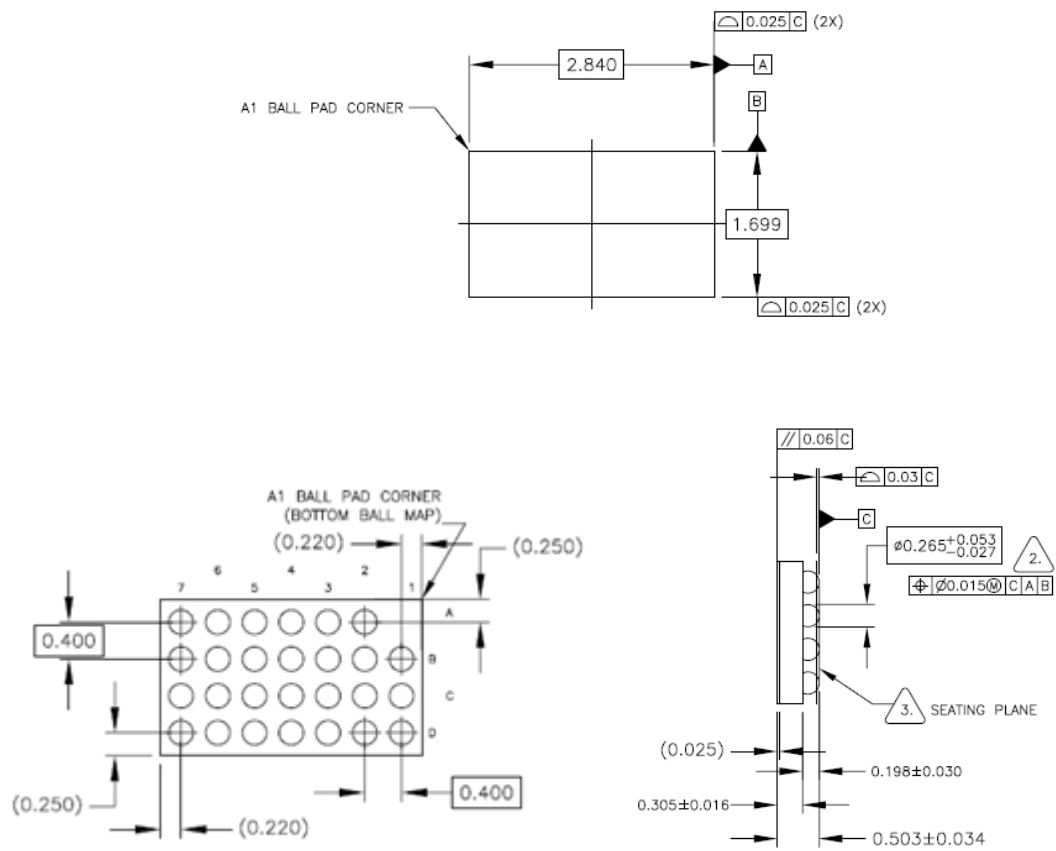 ⌓ 0.025 C (2X)
2.840
A
B
A1 BALL PAD CORNER
1.699
⌓ 0.025 C (2X)
// 0.06 C
⌓ 0.03 C
C
A1 BALL PAD CORNER
(BOTTOM BALL MAP)
(0.220)
(0.250)
⌀0.265 +0.053
-0.027
2.
⌖ ⌀0.015Ⓜ C A B
6 4 2
7 5 3 1
A
0.400
B
C
D
3. SEATING PLANE
(0.025)
0.198±0.030
(0.250)
0.400
0.305±0.016
(0.220)
0.503±0.034